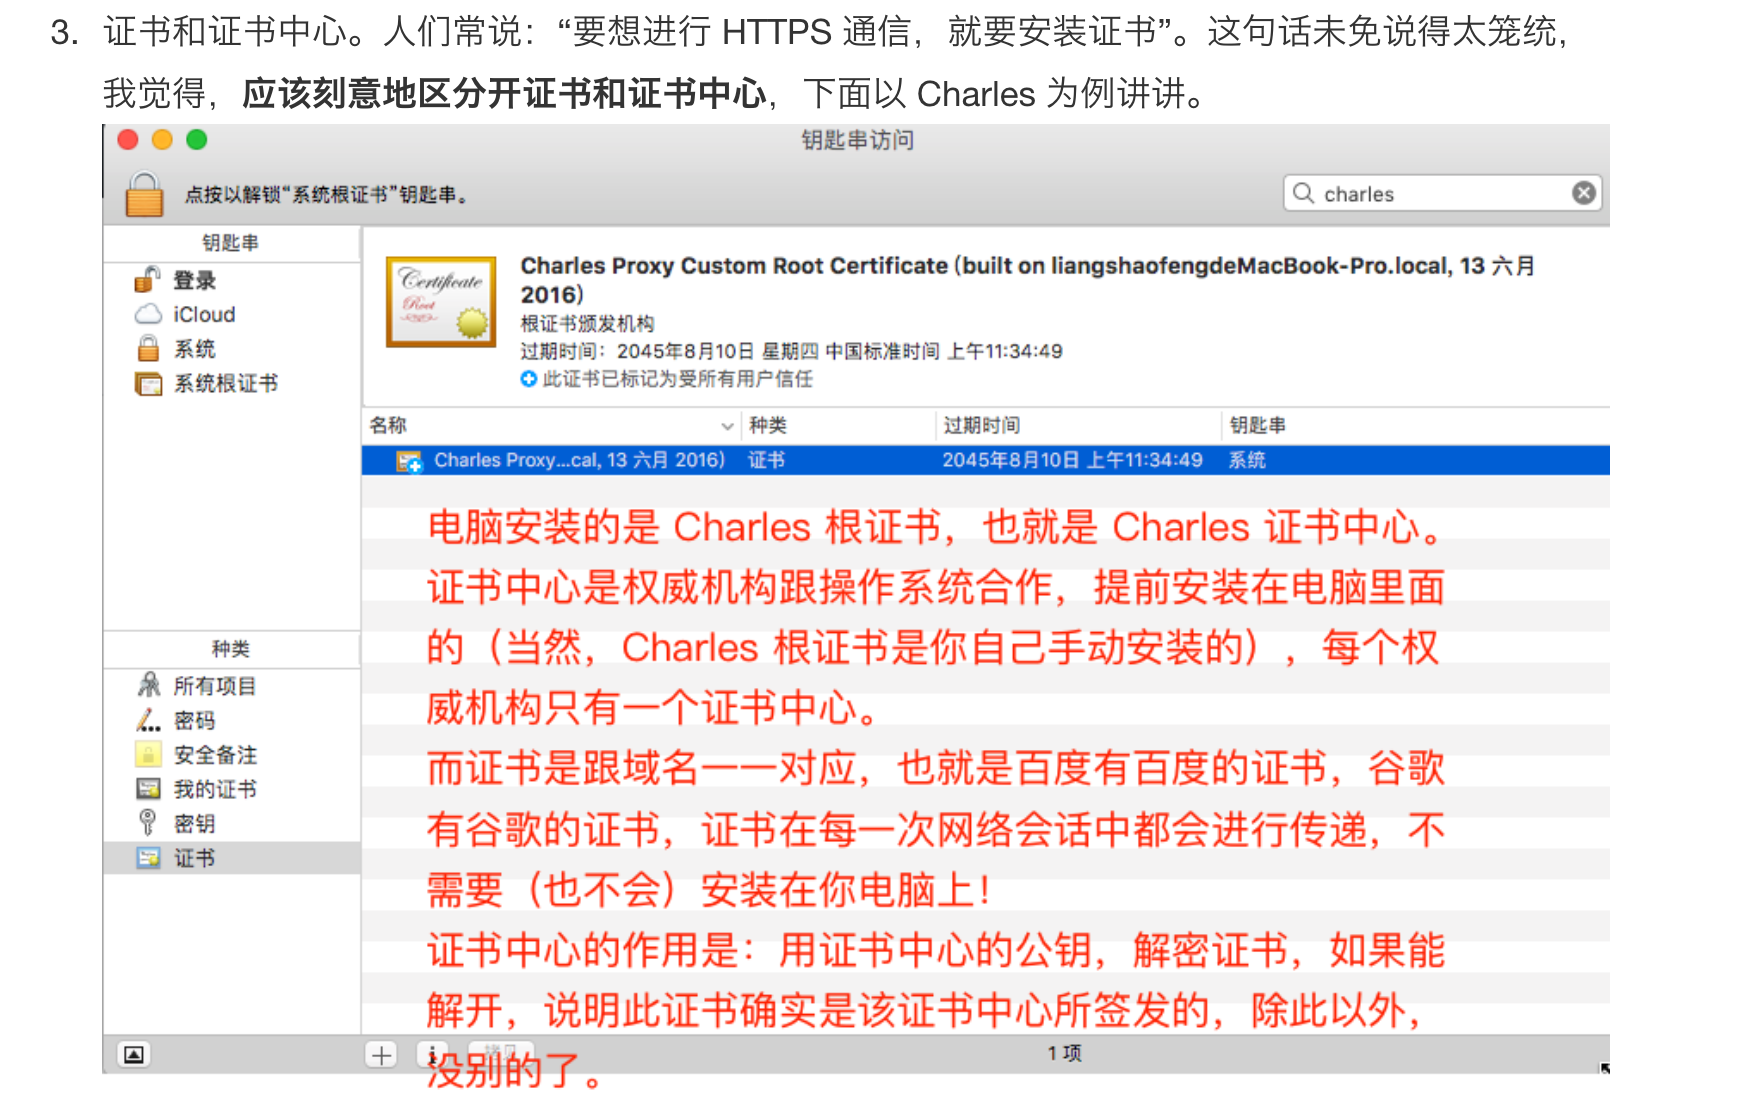 3. 证书和证书中心。人们常说：“要想进行 HTTPS 通信，就要安装证书”。这句话未免说得太笼统，
我觉得，应该刻意地区分开证书和证书中心，下面以 Charles 为例讲讲。
钥匙串访问
点按以解锁“系统根证书”钥匙串。
charles
钥匙串
登录
iCloud
系统
系统根证书
Certificate
Root
Charles Proxy Custom Root Certificate (built on liangshaofengdeMacBook-Pro.local, 13 六月
2016)
根证书颁发机构
过期时间：2045年8月10日 星期四 中国标准时间 上午11:34:49
此证书已标记为受所有用户信任
名称 种类 过期时间 钥匙串
Charles Proxy...cal, 13 六月 2016) 证书 2045年8月10日 上午11:34:49 系统
电脑安装的是 Charles 根证书，也就是 Charles 证书中心。
证书中心是权威机构跟操作系统合作，提前安装在电脑里面
的（当然，Charles 根证书是你自己手动安装的），每个权
威机构只有一个证书中心。
而证书是跟域名一一对应，也就是百度有百度的证书，谷歌
有谷歌的证书，证书在每一次网络会话中都会进行传递，不
需要（也不会）安装在你电脑上！
证书中心的作用是：用证书中心的公钥，解密证书，如果能
解开，说明此证书确实是该证书中心所签发的，除此以外，
没别的了。
种类
所有项目
密码
安全备注
我的证书
密钥
证书
拷贝
1 项